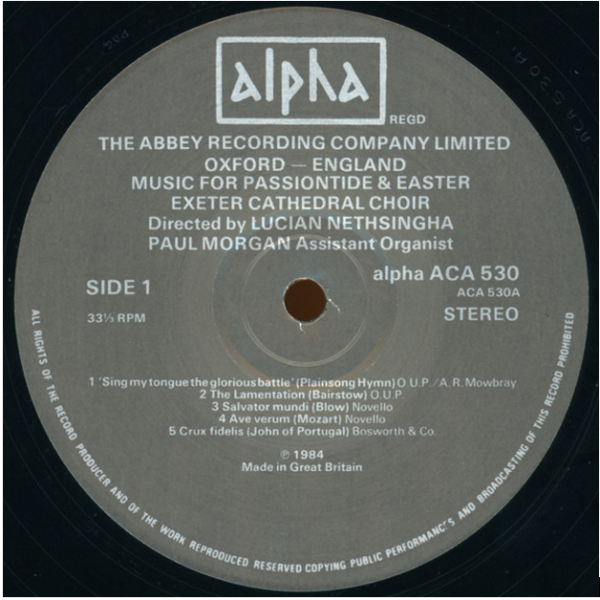 alpha
REGD
THE ABBEY RECORDING COMPANY LIMITED
OXFORD — ENGLAND
MUSIC FOR PASSIONTIDE & EASTER
EXETER CATHEDRAL CHOIR
Directed by LUCIAN NETHSINGHA
PAUL MORGAN Assistant Organist
SIDE 1
alpha ACA 530
ACA 530A
33⅓ RPM
STEREO
1 'Sing my tongue the glorious battle' (Plainsong Hymn) O.U.P./A.R. Mowbray
2 The Lamentation (Bairstow) O.U.P.
3 Salvator mundi (Blow) Novello
4 Ave verum (Mozart) Novello
5 Crux fidelis (John of Portugal) Bosworth & Co.
℗ 1984
Made in Great Britain
ALL RIGHTS OF THE RECORD PRODUCER AND OF THE WORK REPRODUCED RESERVED COPYING PUBLIC PERFORMANCES AND BROADCASTING OF THIS RECORD PROHIBITED